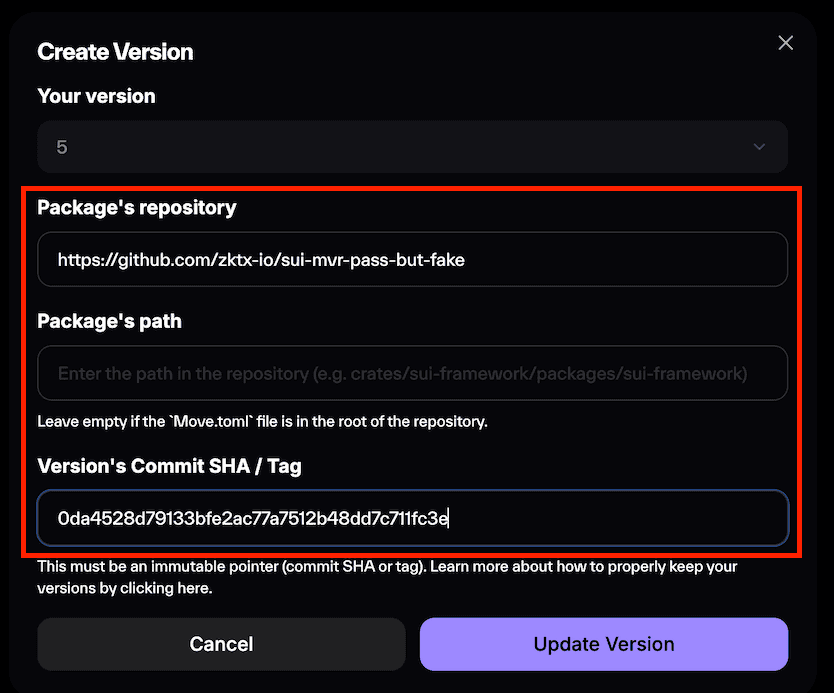 Create Version
Your version
5
Package's repository
https://github.com/zktx-io/sui-mvr-pass-but-fake
Package's path
Enter the path in the repository (e.g. crates/sui-framework/packages/sui-framework)
Leave empty if the `Move.toml` file is in the root of the repository.
Version's Commit SHA / Tag
0da4528d79133bfe2ac77a7512b48dd7c711fc3e
This must be an immutable pointer (commit SHA or tag). Learn more about how to properly keep your
versions by clicking here.
Cancel
Update Version